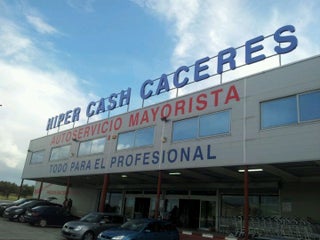 HIPER CASH CACERES
AUTOSERVICIO MAYORISTA
TODO PARA EL PROFESIONAL